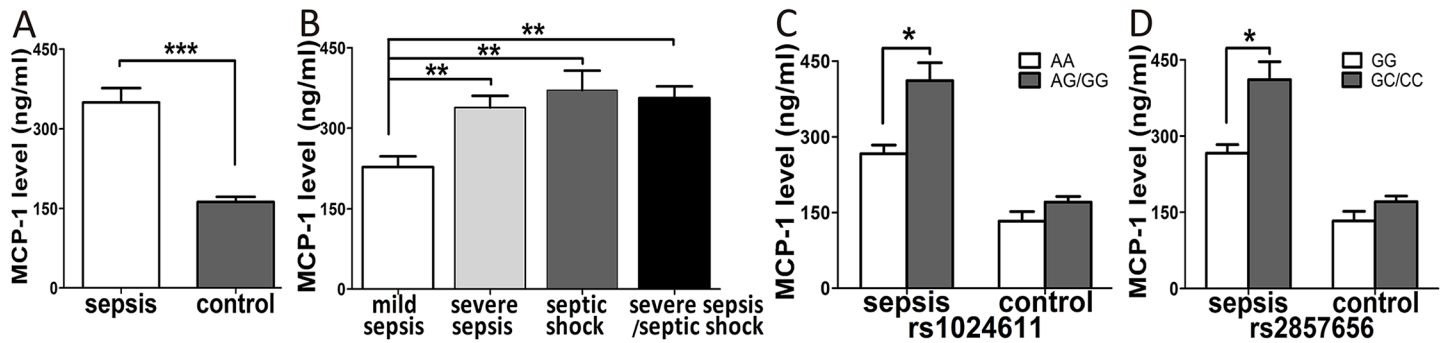 A
MCP-1 level (ng/ml)
450
300
150
0
***
sepsis
control
B
MCP-1 level (ng/ml)
450
300
150
0
**
**
**
mild
sepsis
severe
sepsis
septic
shock
severe sepsis
/septic shock
C
MCP-1 level (ng/ml)
450
300
150
0
*
AA
AG/GG
sepsis
control
rs1024611
D
MCP-1 level (ng/ml)
450
300
150
0
*
GG
GC/CC
sepsis
control
rs2857656